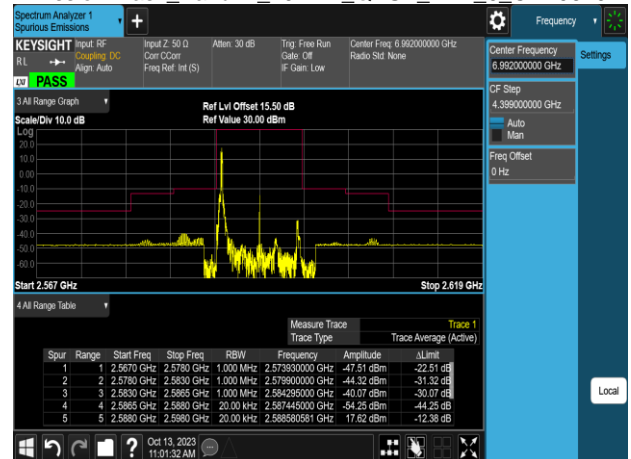 Spectrum Analyzer 1
Spurious Emissions
Frequency
KEYSIGHT
Input: RF
Coupling: DC
Align: Auto
Input Z: 50 Ω
Corr CCorr
Freq Ref: Int (S)
Atten: 30 dB
Trig: Free Run
Gate: Off
IF Gain: Low
Center Freq: 6.992000000 GHz
Radio Std: None
RL
LXI
PASS
Center Frequency
6.992000000 GHz
Settings
CF Step
4.399000000 GHz
Auto
Man
Freq Offset
0 Hz
3 All Range Graph
Scale/Div 10.0 dB
Ref Lvl Offset 15.50 dB
Ref Value 30.00 dBm
Log
20.0
10.0
0.00
-10.0
-20.0
-30.0
-40.0
-50.0
-60.0
Start 2.567 GHz
Stop 2.619 GHz
4 All Range Table
Measure Trace Trace 1
Trace Type Trace Average (Active)
Spur Range Start Freq Stop Freq RBW Frequency Amplitude ΔLimit
1 1 2.5670 GHz 2.5780 GHz 1.000 MHz 2.573930000 GHz -47.51 dBm -22.51 dB
2 2 2.5780 GHz 2.5830 GHz 1.000 MHz 2.579900000 GHz -44.32 dBm -31.32 dB
3 3 2.5830 GHz 2.5865 GHz 1.000 MHz 2.584295000 GHz -40.07 dBm -30.07 dB
4 4 2.5865 GHz 2.5880 GHz 20.00 kHz 2.587445000 GHz -54.25 dBm -44.25 dB
5 5 2.5880 GHz 2.5980 GHz 20.00 kHz 2.588580581 GHz 17.62 dBm -12.38 dB
Local
Oct 13, 2023
11:01:32 AM